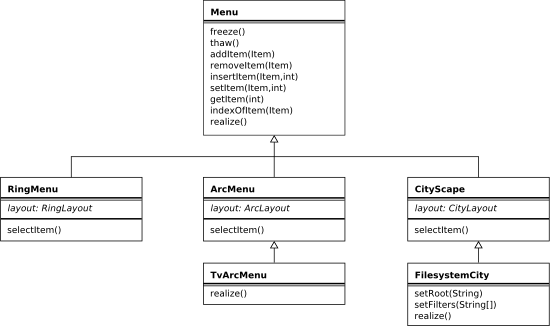 Menu
freeze()
thaw()
addItem(Item)
removeItem(Item)
insertItem(Item,int)
setItem(Item,int)
getItem(int)
indexOfItem(Item)
realize()
RingMenu
layout: RingLayout
selectItem()
ArcMenu
layout: ArcLayout
selectItem()
CityScape
layout: CityLayout
selectItem()
TvArcMenu
realize()
FilesystemCity
setRoot(String)
setFilters(String[])
realize()